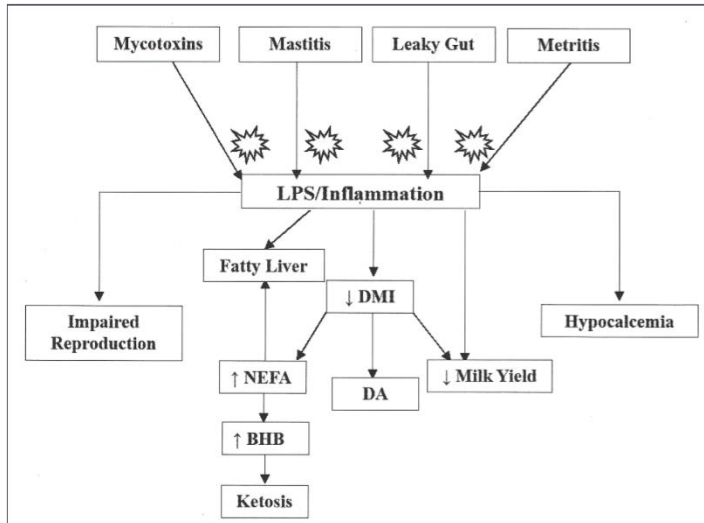 Mycotoxins
Mastitis
Leaky Gut
Metritis
LPS/Inflammation
Fatty Liver
↓ DMI
Impaired
Reproduction
Hypocalcemia
↑ NEFA
DA
↓ Milk Yield
↑ BHB
Ketosis